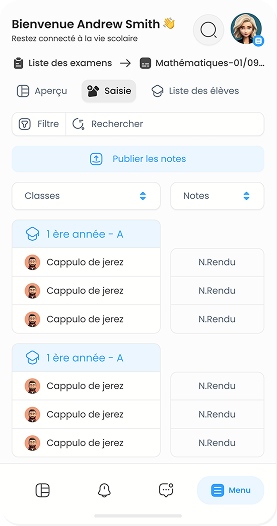 Bienvenue Andrew Smith 👋
Restez connecté à la vie scolaire
Liste des examens → Mathématiques-01/09...
Aperçu Saisie Liste des élèves
Filtre Rechercher
Publier les notes
Classes Notes
1 ère année - A
Cappulo de jerez N.Rendu
Cappulo de jerez N.Rendu
Cappulo de jerez N.Rendu
1 ère année - A
Cappulo de jerez N.Rendu
Cappulo de jerez N.Rendu
Cappulo de jerez N.Rendu
Menu